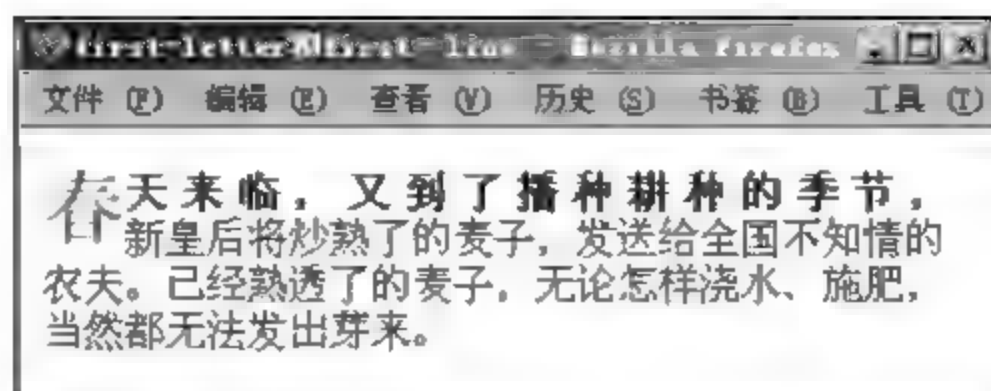 first-letter与first-line - Mozilla Firefox
文件 (F) 编辑 (E) 查看 (V) 历史 (S) 书签 (B) 工具 (T)
春天来临，又到了播种耕种的季节，
新皇后将炒熟了的麦子，发送给全国不知情的
农夫。已经熟透了的麦子，无论怎样浇水、施肥，
当然都无法发出芽来。